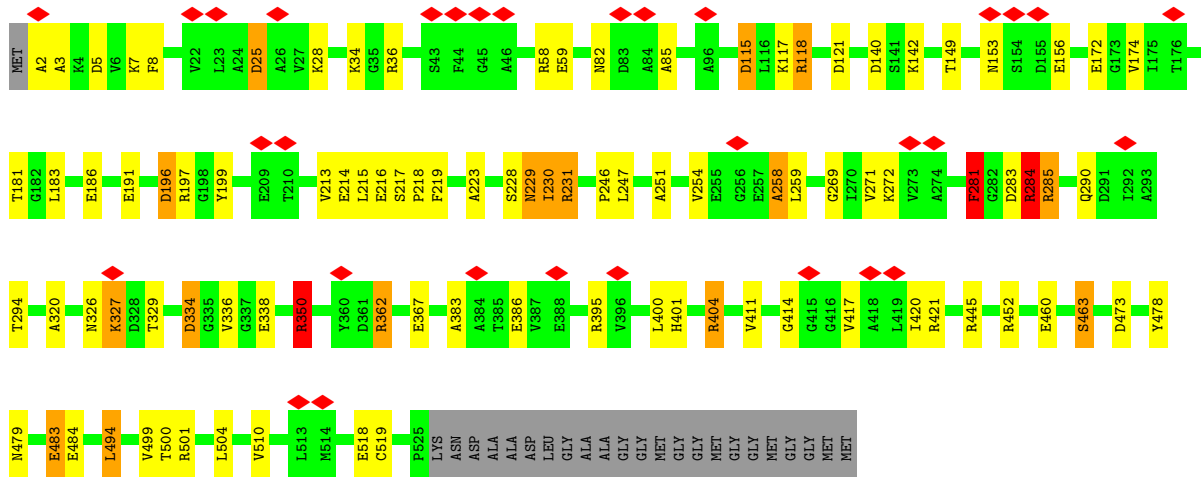 MET A2 A3 K4 D5 V6 K7 F8 V22 L23 A24 D25 A26 V27 K28 K34 G35 R36 S43 F44 G45 A46 R58 E59 N82 D83 A84 A85 A96 D115 L116 K117 R118 D121 D140 S141 K142 T149 N153 S154 D155 E156 E172 G173 V174 I175 T176
T181 G182 L183 E186 E191 D196 R197 G198 Y199 E209 T210 V213 E214 L215 E216 S217 P218 F219 A223 S228 N229 I230 R231 P246 L247 A251 V254 E255 G256 E257 A258 L259 G269 I270 V271 K272 V273 A274 F281 G282 D283 R284 R285 Q290 D291 I292 A293
T294 A320 N326 K327 D328 T329 D334 G335 V336 G337 E338 R350 Y360 D361 R362 E367 A383 A384 T385 E386 V387 E388 R395 V396 L400 H401 R404 V411 G414 G415 G416 V417 A418 L419 I420 R421 R445 R452 E460 S463 D473 Y478
N479 E483 E484 L494 V499 T500 R501 L504 V510 L513 M514 E518 C519 P525 LYS ASN ASP ALA ALA ASP LEU GLY ALA ALA GLY GLY MET GLY GLY MET GLY GLY MET GLY GLY MET MET